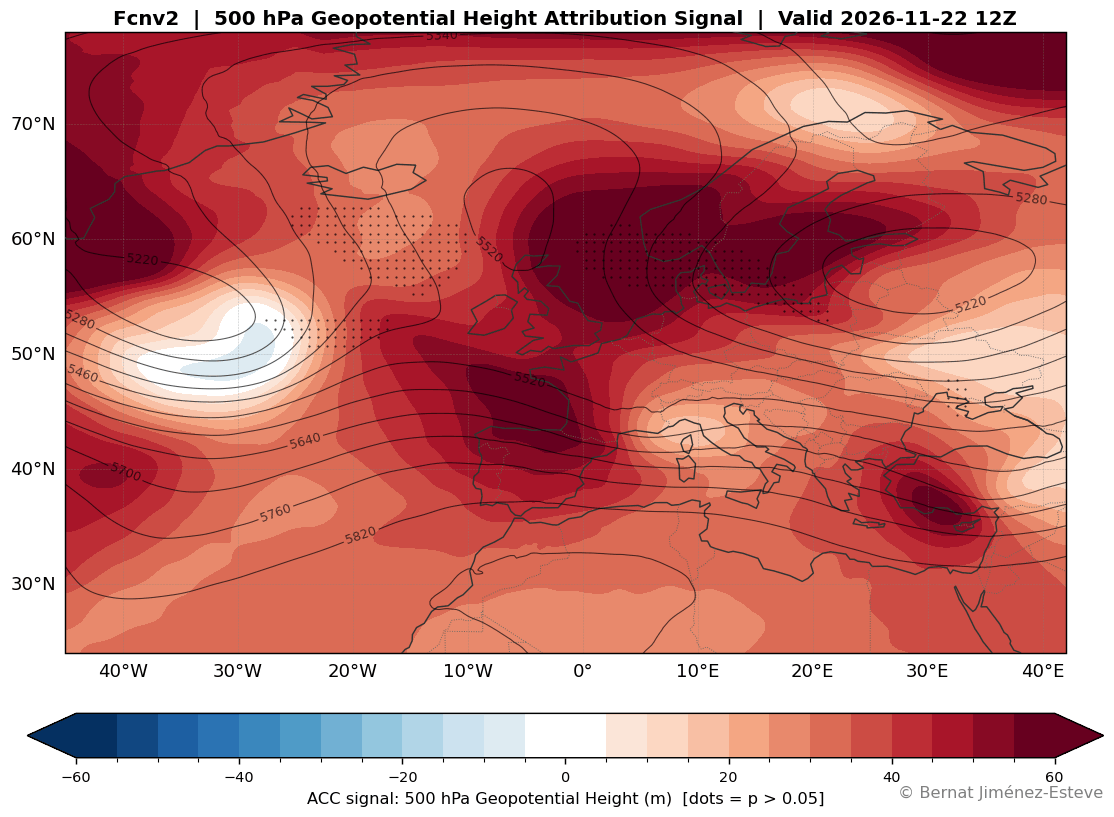 Fcnv2 | 500 hPa Geopotential Height Attribution Signal | Valid 2026-11-22 12Z
5340
70°N
5280
60°N
5520
5220
5220
5280
50°N
5460
5520
5640
40°N
5700
5760
5820
30°N
40°W 30°W 20°W 10°W 0° 10°E 20°E 30°E 40°E
−60 −40 −20 0 20 40 60
ACC signal: 500 hPa Geopotential Height (m) [dots = p > 0.05]
© Bernat Jiménez-Esteve